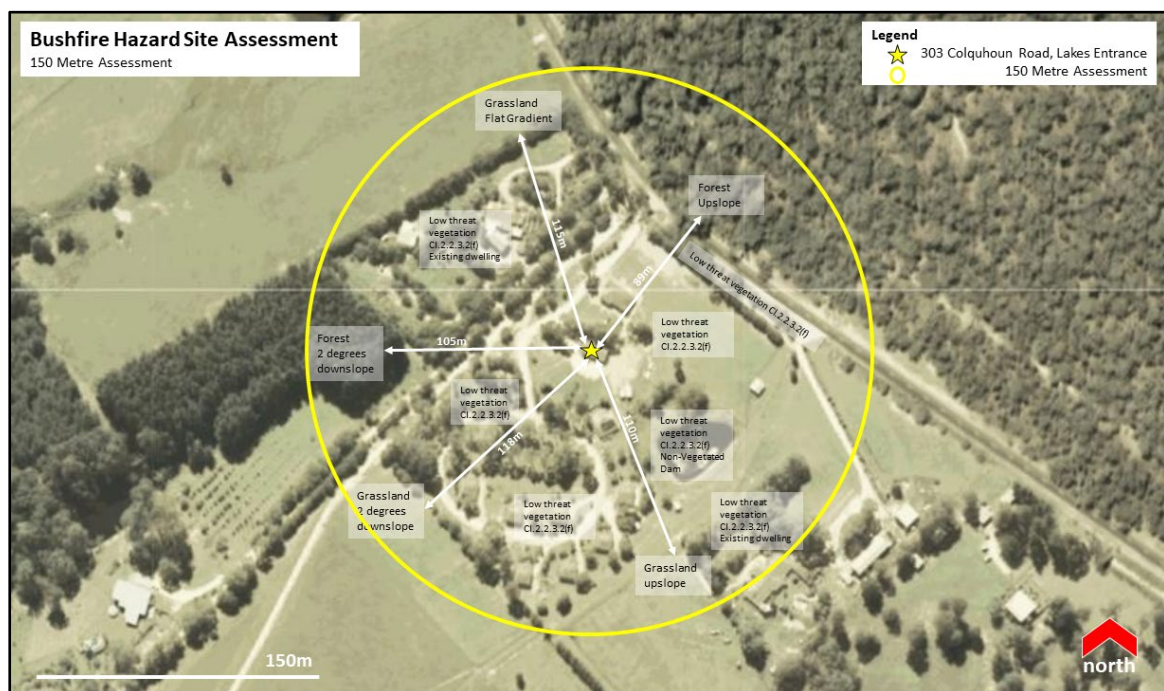 Bushfire Hazard Site Assessment
150 Metre Assessment
Legend
303 Colquhoun Road, Lakes Entrance
150 Metre Assessment
Grassland
Flat Gradient
Forest
Upslope
115m
89m
Low threat
vegetation
Cl.2.2.3.2(f)
Existing dwelling
Low threat vegetation Cl.2.2.3.2(f)
Forest
2 degrees
downslope
105m
Low threat
vegetation
Cl.2.2.3.2(f)
Low threat
vegetation
Cl.2.2.3.2(f)
118m
110m
Low threat
vegetation
Cl.2.2.3.2(f)
Non-Vegetated
Dam
Grassland
2 degrees
downslope
Low threat
vegetation
Cl.2.2.3.2(f)
Low threat
vegetation
Cl.2.2.3.2(f)
Existing dwelling
Grassland
upslope
150m
north